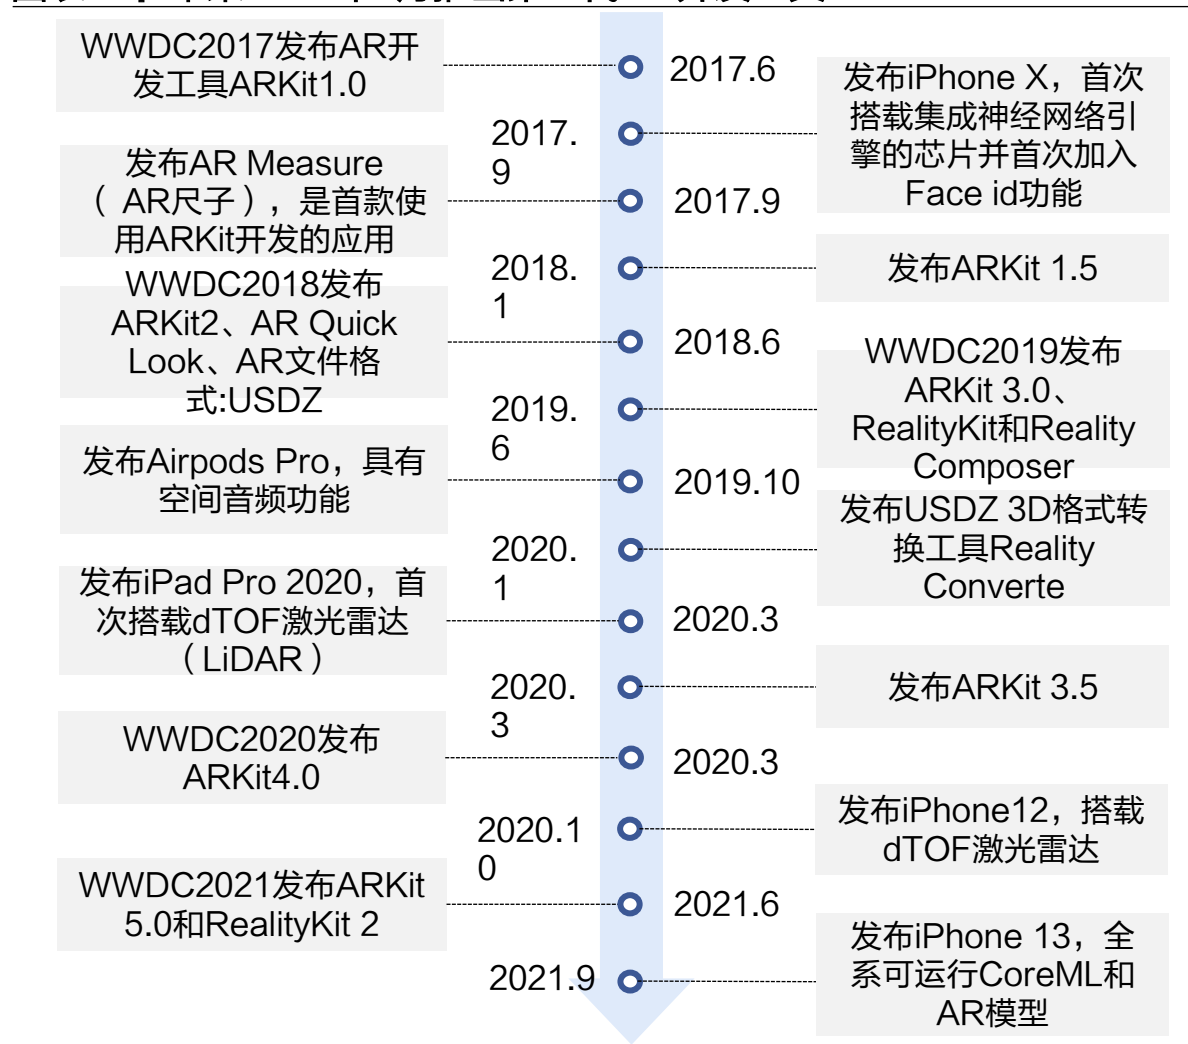 WWDC2017发布AR开
发工具ARKit1.0
2017.6
发布iPhone X，首次
搭载集成神经网络引
擎的芯片并首次加入
Face id功能
2017.
9
发布AR Measure
（ AR尺子），是首款使
用ARKit开发的应用
2017.9
发布ARKit 1.5
2018.
1
WWDC2018发布
ARKit2、AR Quick
Look、AR文件格
式:USDZ
2018.6
WWDC2019发布
ARKit 3.0、
RealityKit和Reality
Composer
2019.
6
发布Airpods Pro，具有
空间音频功能
2019.10
发布USDZ 3D格式转
换工具Reality
Converte
2020.
1
发布iPad Pro 2020，首
次搭载dTOF激光雷达
（LiDAR）
2020.3
发布ARKit 3.5
2020.
3
WWDC2020发布
ARKit4.0
2020.3
发布iPhone12，搭载
dTOF激光雷达
2020.1
0
WWDC2021发布ARKit
5.0和RealityKit 2
2021.6
发布iPhone 13，全
系可运行CoreML和
AR模型
2021.9